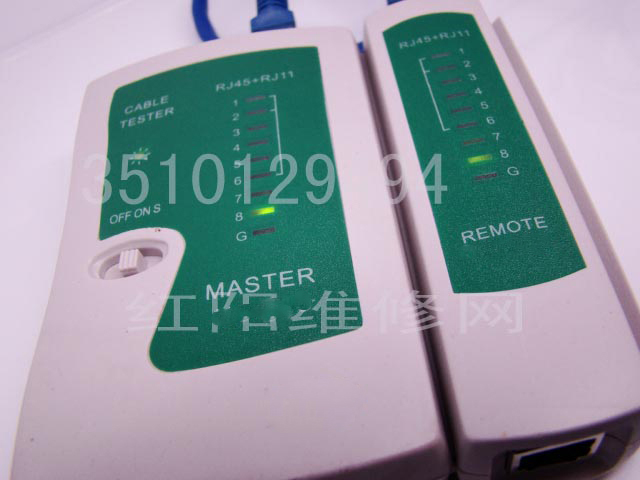 RJ45+RJ11
CABLE
TESTER
1
2
3
4
5
6
7
8
G
OFF ON S
MASTER
RJ45+RJ11
1
2
3
4
5
6
7
8
G
REMOTE
维修网